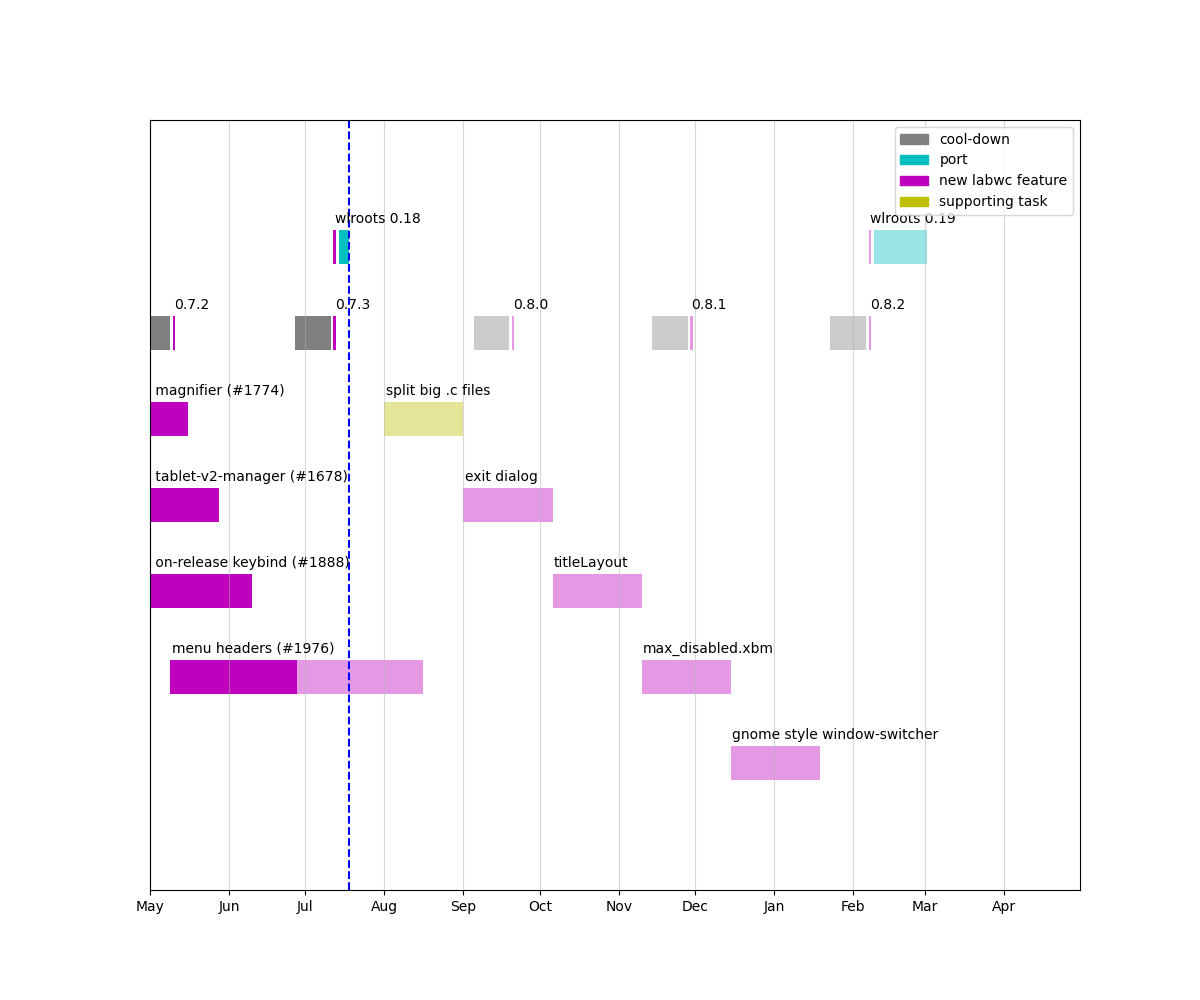 cool-down
port
new labwc feature
supporting task
wlroots 0.18
wlroots 0.19
0.7.2
0.7.3
0.8.0
0.8.1
0.8.2
magnifier (#1774)
split big .c files
tablet-v2-manager (#1678)
exit dialog
on-release keybind (#1888)
titleLayout
menu headers (#1976)
max_disabled.xbm
gnome style window-switcher
May Jun Jul Aug Sep Oct Nov Dec Jan Feb Mar Apr